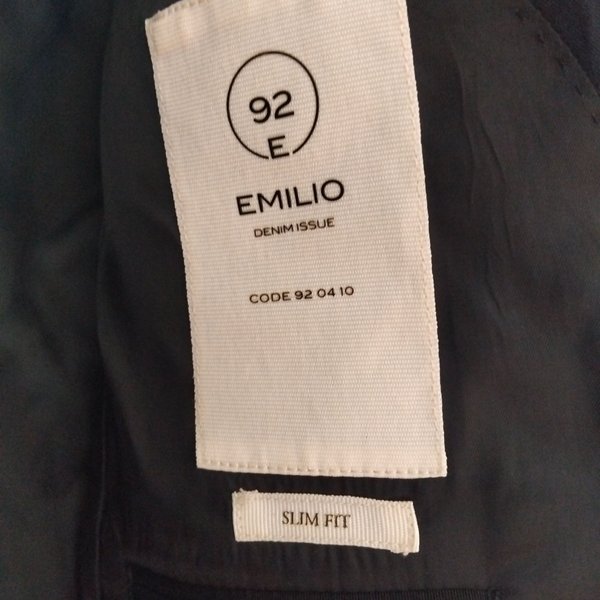 92
E
EMILIO
DENIM ISSUE
CODE 92 04 10
SLIM FIT